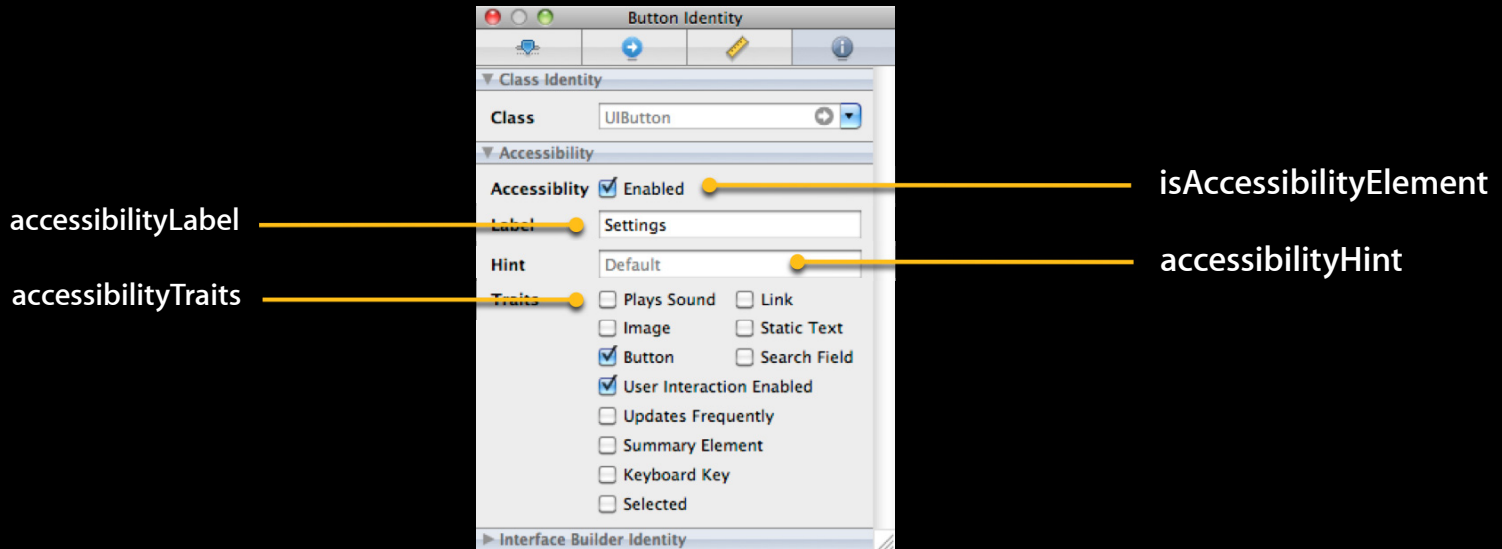 Button Identity
Class Identity
Class UIButton
Accessibility
Accessiblity Enabled
isAccessibilityElement
accessibilityLabel
Label Settings
Hint Default
accessibilityHint
accessibilityTraits
Traits Plays Sound Link
Image Static Text
Button Search Field
User Interaction Enabled
Updates Frequently
Summary Element
Keyboard Key
Selected
Interface Builder Identity